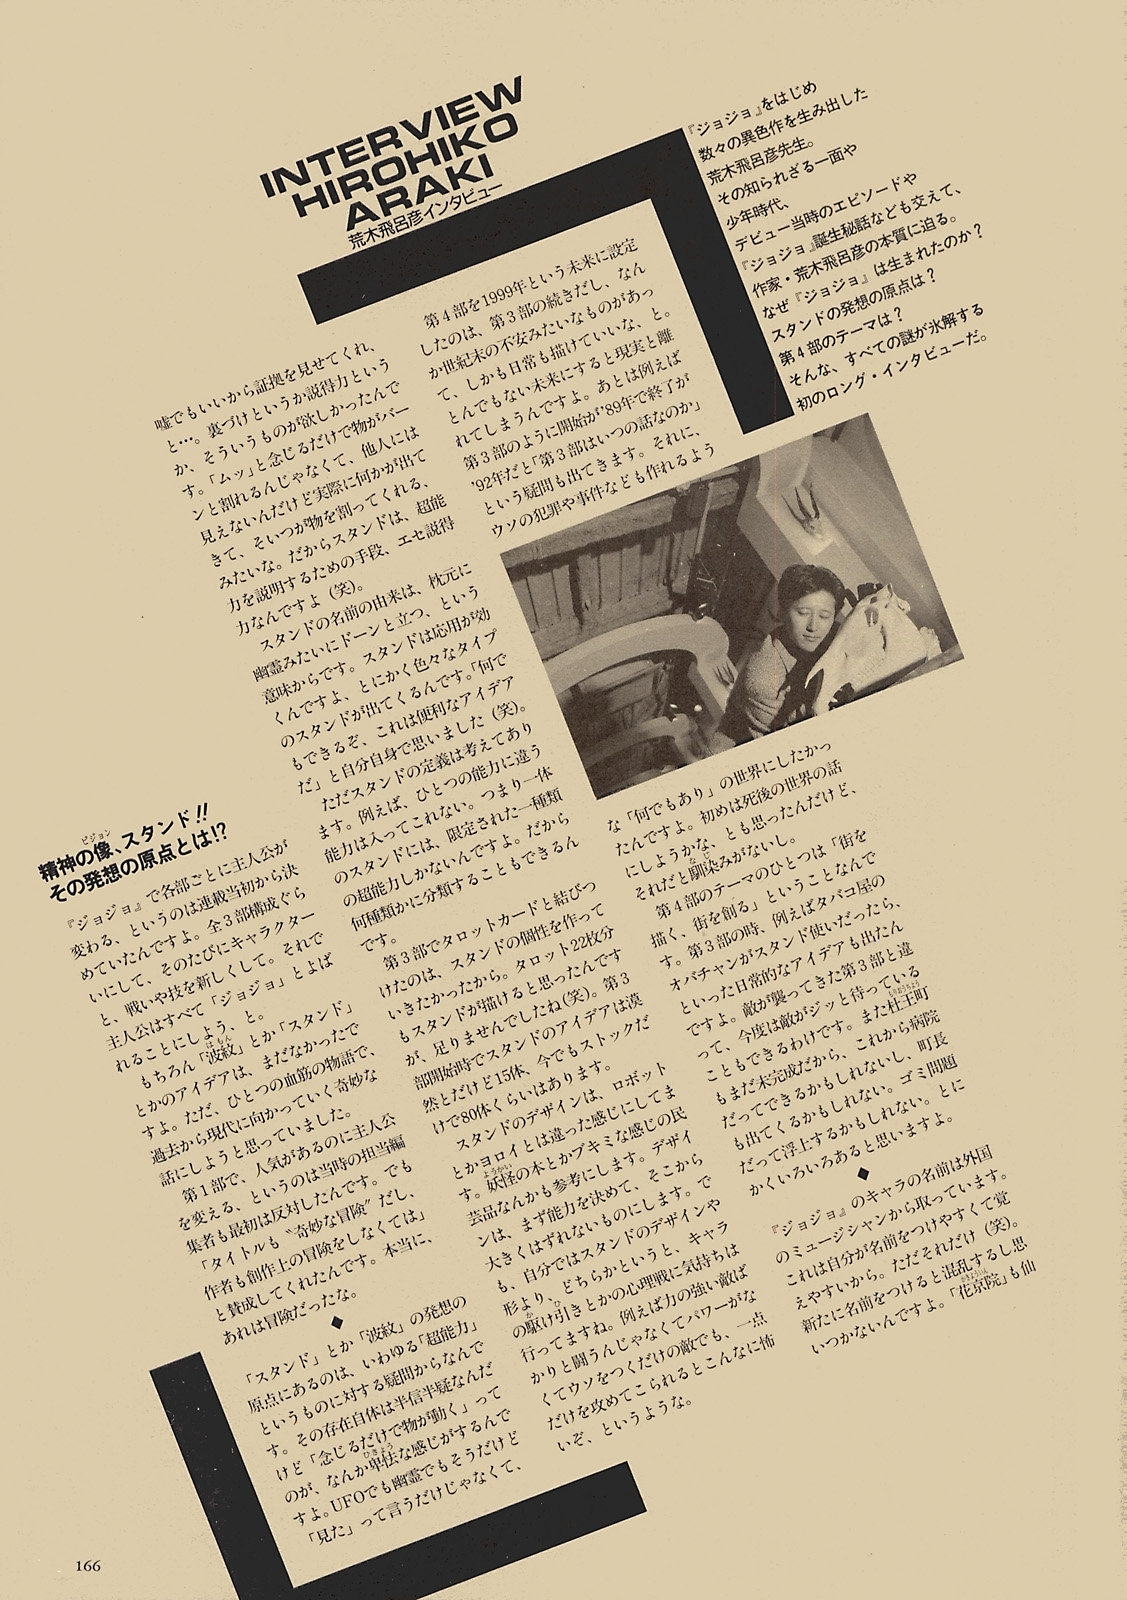 INTERVIEW
HIROHIKO
ARAKI
荒木飛呂彦インタビュー
『ジョジョ』をはじめ
数々の異色作を生み出した
荒木飛呂彦先生。
その知られざる一面や
少年時代、
デビュー当時のエピソードや
『ジョジョ』誕生秘話なども交えて、
作家・荒木飛呂彦の本質に迫る。
なぜ『ジョジョ』は生まれたのか?
スタンドの発想の原点は?
第4部のテーマは?
そんな、すべての謎が氷解する
初のロング・インタビューだ。
精神の像、スタンド!!
ビジョン
その発想の原点とは!?
『ジョジョ』で各部ごとに主人公が
変わる、というのは連載当初から決
めていたんですよ。全3部構成ぐら
いにして、そのたびにキャラクター
と、戦いや技を新しくして。それで
主人公はすべて「ジョジョ」とよば
れることにしよう、と。
もちろん「波紋」とか「スタンド」
はもん
とかのアイデアは、まだなかったで
すよ。ただ、ひとつの血筋の物語で、
過去から現代に向かっていく奇妙な
話にしようと思っていました。
第1部で、人気があるのに主人公
を変える、というのは当時の担当編
集者も最初は反対したんです。でも
「タイトルも〝奇妙な冒険〟だし、
作者も創作上の冒険をしなくては」
と賛成してくれたんです。本当に、
あれは冒険だったな。
◆
「スタンド」とか「波紋」の発想の
原点にあるのは、いわゆる「超能力」
というものに対する疑問からなんで
す。その存在自体は半信半疑なんだ
けど「念じるだけで物が動く」って
のが、なんか卑怯な感じがするんで
ひきょう
すよ。UFOでも幽霊でもそうだけど
「見た」って言うだけじゃなくて、
嘘でもいいから証拠を見せてくれ、
と…。裏づけというか説得力という
か、そういうものが欲しかったんで
す。「ムッ」と念じるだけで物がバー
ンと割れるんじゃなくて、他人には
見えないんだけど実際に何かが出て
きて、そいつが物を割ってくれる、
みたいな。だからスタンドは、超能
力を説明するための手段、エセ説得
力なんですよ(笑)。
スタンドの名前の由来は、枕元に
幽霊みたいにドーンと立つ、という
意味からです。スタンドは応用が効
くんですよ、とにかく色々なタイプ
のスタンドが出てくるんです。「何で
もできるぞ、これは便利なアイデア
だ」と自分自身で思いました(笑)。
ただスタンドの定義は考えてあり
ます。例えば、ひとつの能力に違う
能力は入ってこれない。つまり一体
のスタンドには、限定された一種類
の超能力しかないんですよ。だから
何種類かに分類することもできるん
です。
第3部でタロットカードと結びつ
けたのは、スタンドの個性を作って
いきたかったから。タロット22枚分
もスタンドが描けると思ったんです
が、足りませんでしたね(笑)。第3
部開始時でスタンドのアイデアは漠
然とだけど15体、今でもストックだ
けで80体くらいはあります。
スタンドのデザインは、ロボット
とかヨロイとは違った感じにしてま
す。妖怪の本とかブキミな感じの民
ようかい
芸品なんかも参考にします。デザイ
ンは、まず能力を決めて、そこから
大きくはずれないものにします。で
も、自分ではスタンドのデザインや
形より、どちらかというと、キャラ
の駆け引きとかの心理戦に気持ちは
か ひ
行ってますね。例えば力の強い敵ば
かりと闘うんじゃなくてパワーがな
くてウソをつくだけの敵でも、一点
だけを攻めてこられるとこんなに怖
いぞ、というような。
第4部を1999年という未来に設定
したのは、第3部の続きだし、なん
か世紀末の不安みたいなものがあっ
て、しかも日常も描けていいな、と。
とんでもない未来にすると現実と離
れてしまうんですよ。あとは例えば
第3部のように開始が'89年で終了が
'92年だと「第3部はいつの話なのか」
という疑問も出てきます。それに、
ウソの犯罪や事件なども作れるよう
な「何でもあり」の世界にしたかっ
たんですよ。初めは死後の世界の話
にしようかな、とも思ったんだけど、
それだと馴染みがないし。
なじ
第4部のテーマのひとつは「街を
描く、街を創る」ということなんで
す。第3部の時、例えばタバコ屋の
オバチャンがスタンド使いだったら、
といった日常的なアイデアも出たん
ですよ。敵が襲ってきた第3部と違
って、今度は敵がジッと待っている
こともできるわけです。また杜王町
もりおうちょう
もまだ未完成だから、これから病院
だってできるかもしれないし、町長
も出てくるかもしれない。ゴミ問題
だって浮上するかもしれない。とに
かくいろいろあると思いますよ。
◆
『ジョジョ』のキャラの名前は外国
のミュージシャンから取っています。
これは自分が名前をつけやすくて覚
えやすいから。ただそれだけ(笑)。
新たに名前をつけると混乱するし思
いつかないんですよ。「花京院」も仙
かきょういん
166